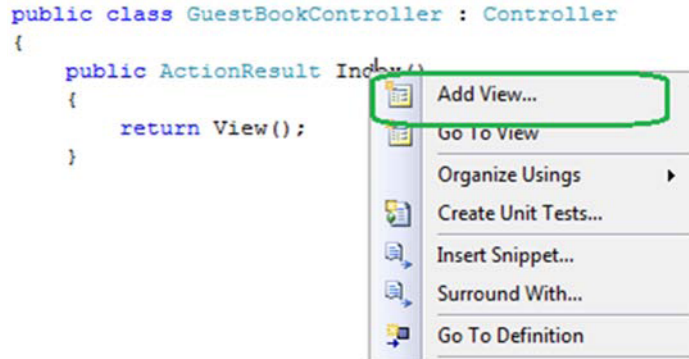 public class GuestBookController : Controller
{
public ActionResult Index()
{
return View();
}
Add View...
Go To View
Organize Usings
Create Unit Tests...
Insert Snippet...
Surround With...
Go To Definition